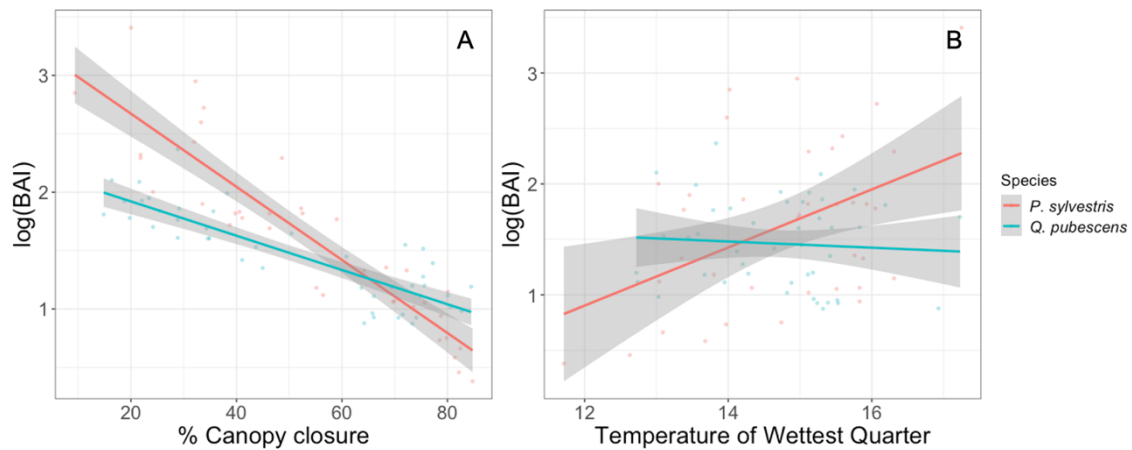 A
log(BAI)
3
2
1
20 40 60 80
% Canopy closure
B
log(BAI)
3
2
1
12 14 16
Temperature of Wettest Quarter
Species
P. sylvestris
Q. pubescens